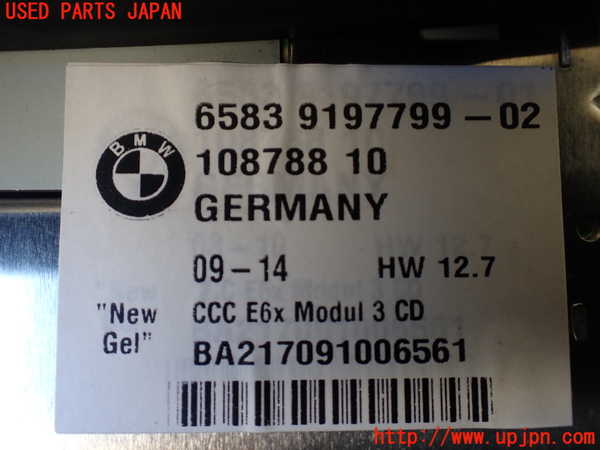 USED PARTS JAPAN
BMW
6583 9197799-02
108788 10
GERMANY
09-14 HW 12.7
"New Gel" CCC E6x Modul 3 CD
BA217091006561
http://www.upjpn.com/